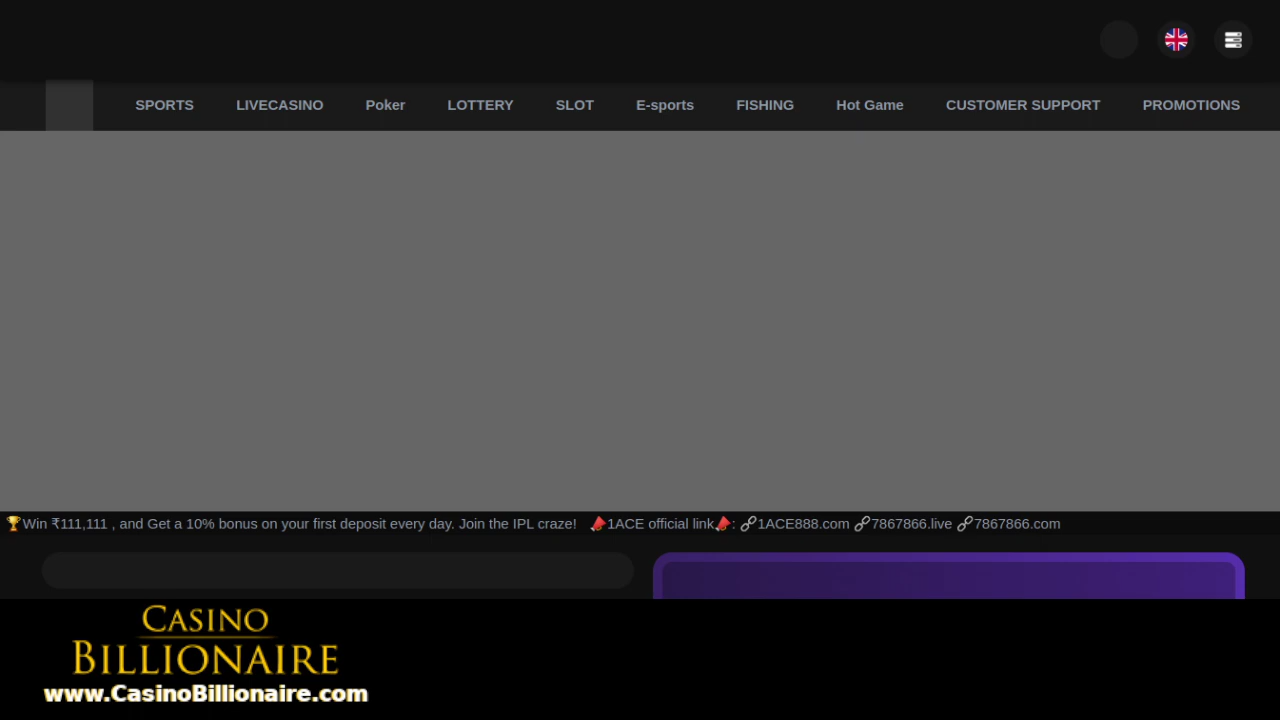 SPORTS LIVECASINO Poker LOTTERY SLOT E-sports FISHING Hot Game CUSTOMER SUPPORT PROMOTIONS
🏆Win ₹111,111 , and Get a 10% bonus on your first deposit every day. Join the IPL craze! 📣1ACE official link📣: 🔗1ACE888.com 🔗7867866.live 🔗7867866.com
CASINO
BILLIONAIRE
www.CasinoBillionaire.com